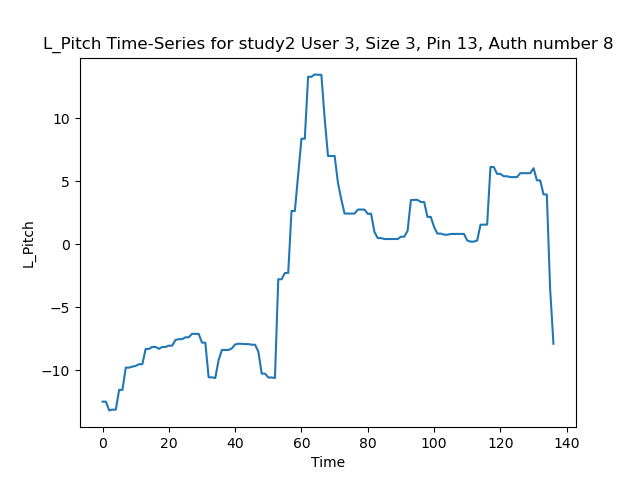 L_Pitch Time-Series for study2 User 3, Size 3, Pin 13, Auth number 8
10
5
0
−5
−10
L_Pitch
0 20 40 60 80 100 120 140
Time